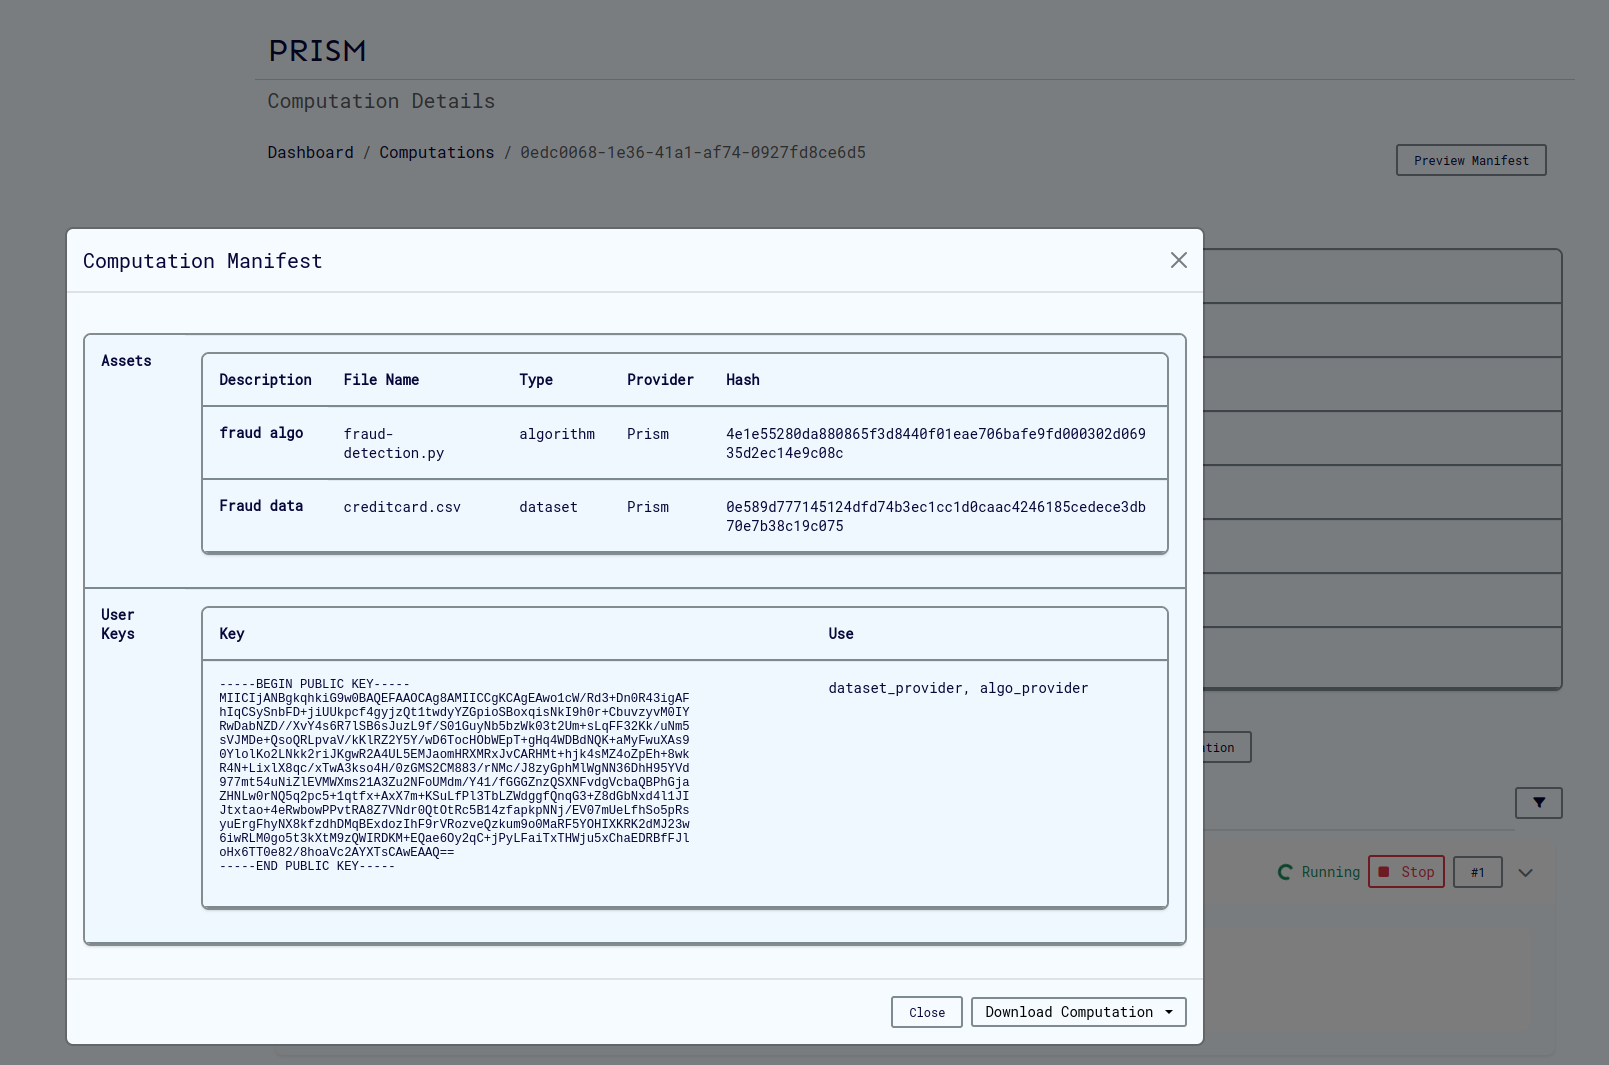 PRISM
Computation Details
Dashboard / Computations / 0edc0068-1e36-41a1-af74-0927fd8ce6d5
Preview Manifest
Computation Manifest
Assets
Description File Name Type Provider Hash
fraud algo fraud- algorithm Prism 4e1e55280da880865f3d8440f01eae706bafe9fd000302d069
detection.py 35d2ec14e9c08c
Fraud data creditcard.csv dataset Prism 0e589d777145124dfd74b3ec1cc1d0caac4246185cedece3db
70e7b38c19c075
User
Keys
Key Use
-----BEGIN PUBLIC KEY-----
MIICIjANBgkqhkiG9w0BAQEFAAOCAg8AMIICCgKCAgEAwo1cW/Rd3+Dn0R43igAF
hIqCSySnbFD+jiUUkpcf4gyjzQt1twdyYZGpioSBoxqisNkI9h0r+CbuvzyvM0IY
RwDabNZD//XvY4s6R7lSB6sJuzL9f/S01GuyNb5bzWk03t2Um+sLqFF32Kk/uNm5
sVJMDe+QsoQRLpvaV/kKlRZ2Y5Y/wD6TocHObWEpT+gHq4WDBdNQK+aMyFwuXAs9
0YlolKo2LNkk2riJKgwR2A4UL5EMJaomHRXMRxJvCARHMt+hjk4sMZ4oZpEh+8wk
R4N+LixlX8qc/xTwA3kso4H/0zGMS2CM883/rNMc/J8zyGphMlWgNN36DhH95YVd
977mt54uNiZlEVMWXms21A3Zu2NFoUMdm/Y41/fGGGZnzQSXNFvdgVcbaQBPhGja
ZHNLw0rNQ5q2pc5+1qtfx+AxX7m+KSuLfPl3TbLZWdggfQnqG3+Z8dGbNxd4l1JI
Jtxtao+4eRwbowPPvtRA8Z7VNdr0QtOtRc5B14zfapkpNNj/EV07mUeLfhSo5pRs
yuErgFhyNX8kfzdhDMqBExdozIhF9rVRozveQzkum9o0MaRF5YOHIXKRK2dMJ23w
6iwRLM0go5t3kXtM9zQWIRDKM+EQae6Oy2qC+jPyLFaiTxTHWju5xChaEDRBfFJl
oHx6TT0e82/8hoaVc2AYXTsCAwEAAQ==
-----END PUBLIC KEY-----
dataset_provider, algo_provider
ation
Running Stop #1
Close Download Computation